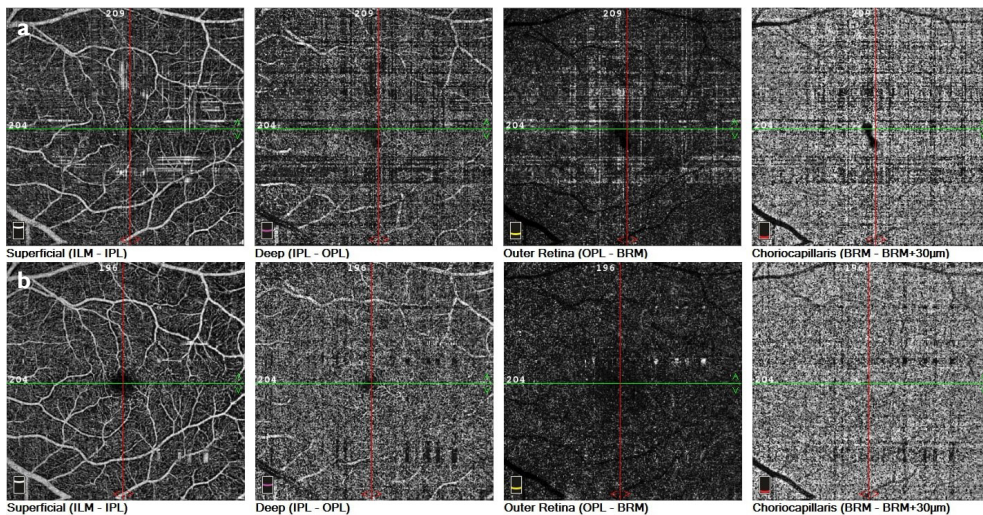 a
209 209 209 209
204 204 204 204
Superficial (ILM - IPL) Deep (IPL - OPL) Outer Retina (OPL - BRM) Choriocapillaris (BRM - BRM+30µm)
b
196 196 196 196
204 204 204 204
Superficial (ILM - IPL) Deep (IPL - OPL) Outer Retina (OPL - BRM) Choriocapillaris (BRM - BRM+30µm)